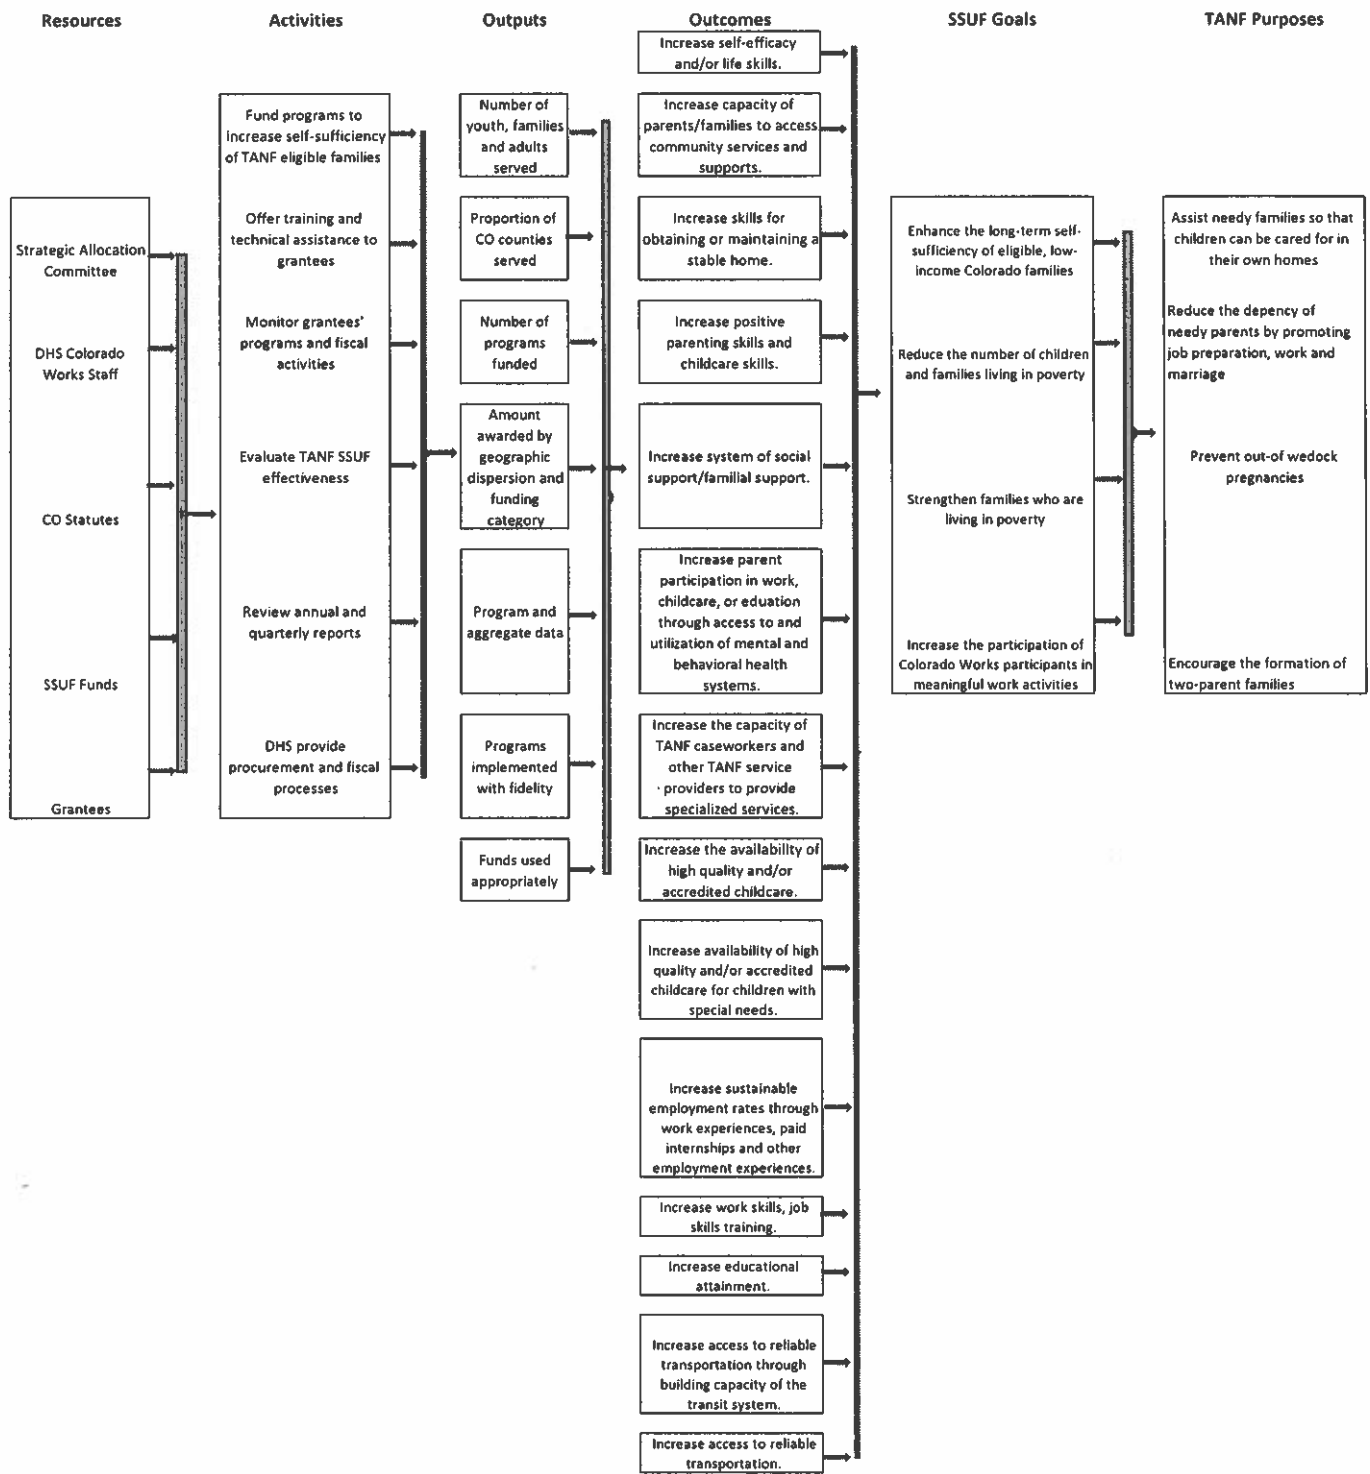 Resources
Activities
Outputs
Outcomes
SSUF Goals
TANF Purposes
Strategic Allocation
Committee
DHS Colorado
Works Staff
CO Statutes
SSUF Funds
Grantees
Fund programs to
increase self-sufficiency
of TANF eligible families
Offer training and
technical assistance to
grantees
Monitor grantees'
programs and fiscal
activities
Evaluate TANF SSUF
effectiveness
Review annual and
quarterly reports
DHS provide
procurement and fiscal
processes
Number of
youth, families
and adults
served
Proportion of
CO counties
served
Number of
programs
funded
Amount
awarded by
geographic
dispersion and
funding
category
Program and
aggregate data
Programs
implemented
with fidelity
Funds used
appropriately
Increase self-efficacy
and/or life skills.
Increase capacity of
parents/families to access
community services and
supports.
Increase skills for
obtaining or maintaining a
stable home.
Increase positive
parenting skills and
childcare skills.
Increase system of social
support/familial support.
Increase parent
participation in work,
childcare, or eduation
through access to and
utilization of mental and
behavioral health
systems.
Increase the capacity of
TANF caseworkers and
other TANF service
providers to provide
specialized services.
Increase the availability of
high quality and/or
accredited childcare.
Increase availability of high
quality and/or accredited
childcare for children with
special needs.
Increase sustainable
employment rates through
work experiences, paid
internships and other
employment experiences.
Increase work skills, job
skills training.
Increase educational
attainment.
Increase access to reliable
transportation through
building capacity of the
transit system.
Increase access to reliable
transportation.
Enhance the long-term self-
sufficiency of eligible, low-
income Colorado families
Reduce the number of children
and families living in poverty
Strengthen families who are
living in poverty
Increase the participation of
Colorado Works participants in
meaningful work activities
Assist needy families so that
children can be cared for in
their own homes
Reduce the depency of
needy parents by promoting
job preparation, work and
marriage
Prevent out-of wedock
pregnancies
Encourage the formation of
two-parent families